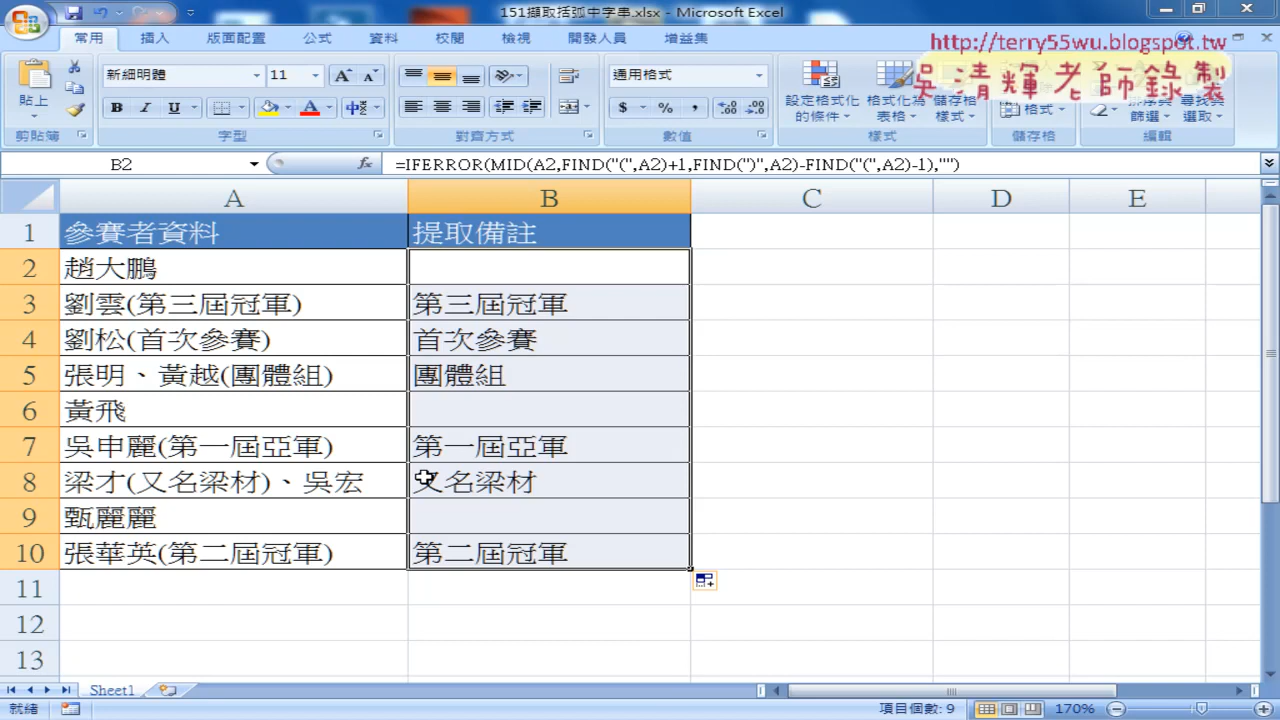 151擷取括弧中字串.xlsx - Microsoft Excel
http://terry55wu.blogspot.tw
吳清輝老師錄製
常用 插入 版面配置 公式 資料 校閱 檢視 開發人員 增益集
新細明體 11 通用格式
貼上 設定格式化的條件 格式化為表格 儲存格樣式 格式 排序與篩選 尋找與選取
剪貼簿 字型 對齊方式 數值 樣式 儲存格 編輯
B2 fx =IFERROR(MID(A2,FIND("(",A2)+1,FIND(")",A2)-FIND("(",A2)-1),"")
A B C D E
1 參賽者資料 提取備註
2 趙大鵬
3 劉雲(第三屆冠軍) 第三屆冠軍
4 劉松(首次參賽) 首次參賽
5 張明、黃越(團體組) 團體組
6 黃飛
7 吳申麗(第一屆亞軍) 第一屆亞軍
8 梁才(又名梁材)、吳宏 又名梁材
9 甄麗麗
10 張華英(第二屆冠軍) 第二屆冠軍
11
12
13
Sheet1
就緒 項目個數: 9 170%